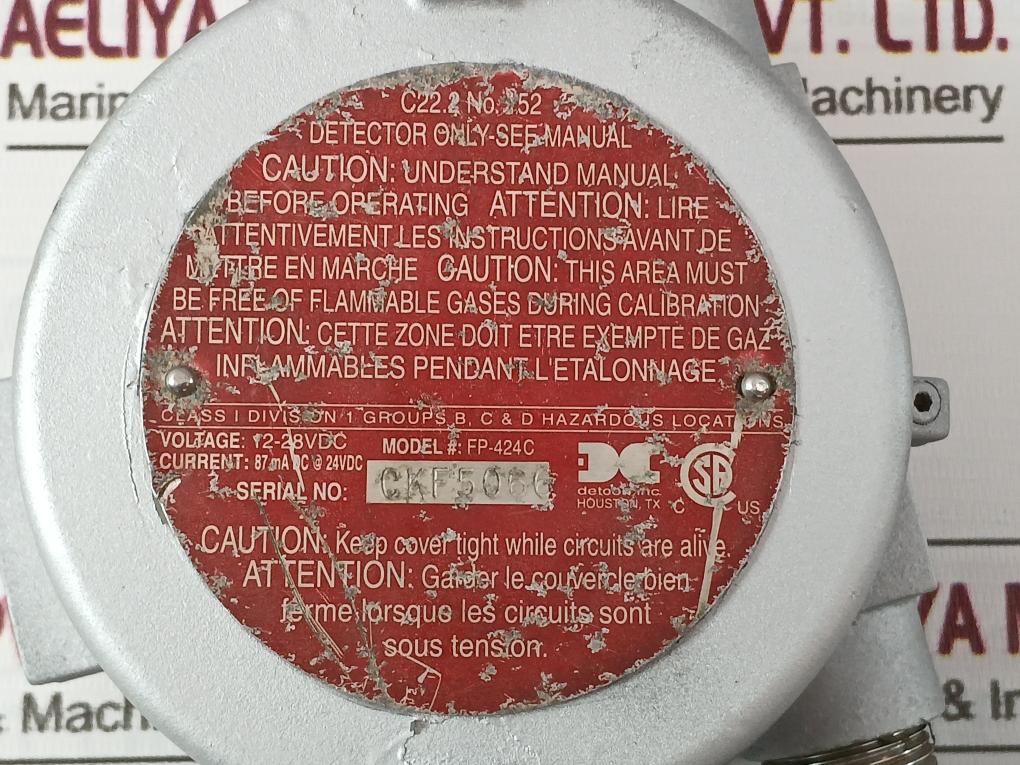 AELIYA VT. LTD.
Marin achinery
C22.2 No. 152
DETECTOR ONLY-SEE MANUAL
CAUTION: UNDERSTAND MANUAL
BEFORE OPERATING ATTENTION: LIRE
ATTENTIVEMENT LES INSTRUCTIONS AVANT DE
METTRE EN MARCHE CAUTION: THIS AREA MUST
BE FREE OF FLAMMABLE GASES DURING CALIBRATION
ATTENTION: CETTE ZONE DOIT ETRE EXEMPTE DE GAZ
INFLAMMABLES PENDANT L'ETALONNAGE
CLASS I DIVISION 1 GROUPS B, C & D HAZARDOUS LOCATIONS
VOLTAGE: 12-28VDC MODEL #: FP-424C
CURRENT: 87 mA DC @ 24VDC
SERIAL NO:
detcon, inc.
HOUSTON, TX
SA
C US
CAUTION: Keep cover tight while circuits are alive.
ATTENTION: Garder le couvercle bien
ferme lorsque les circuits sont
sous tension.
YA M
& Mach & In